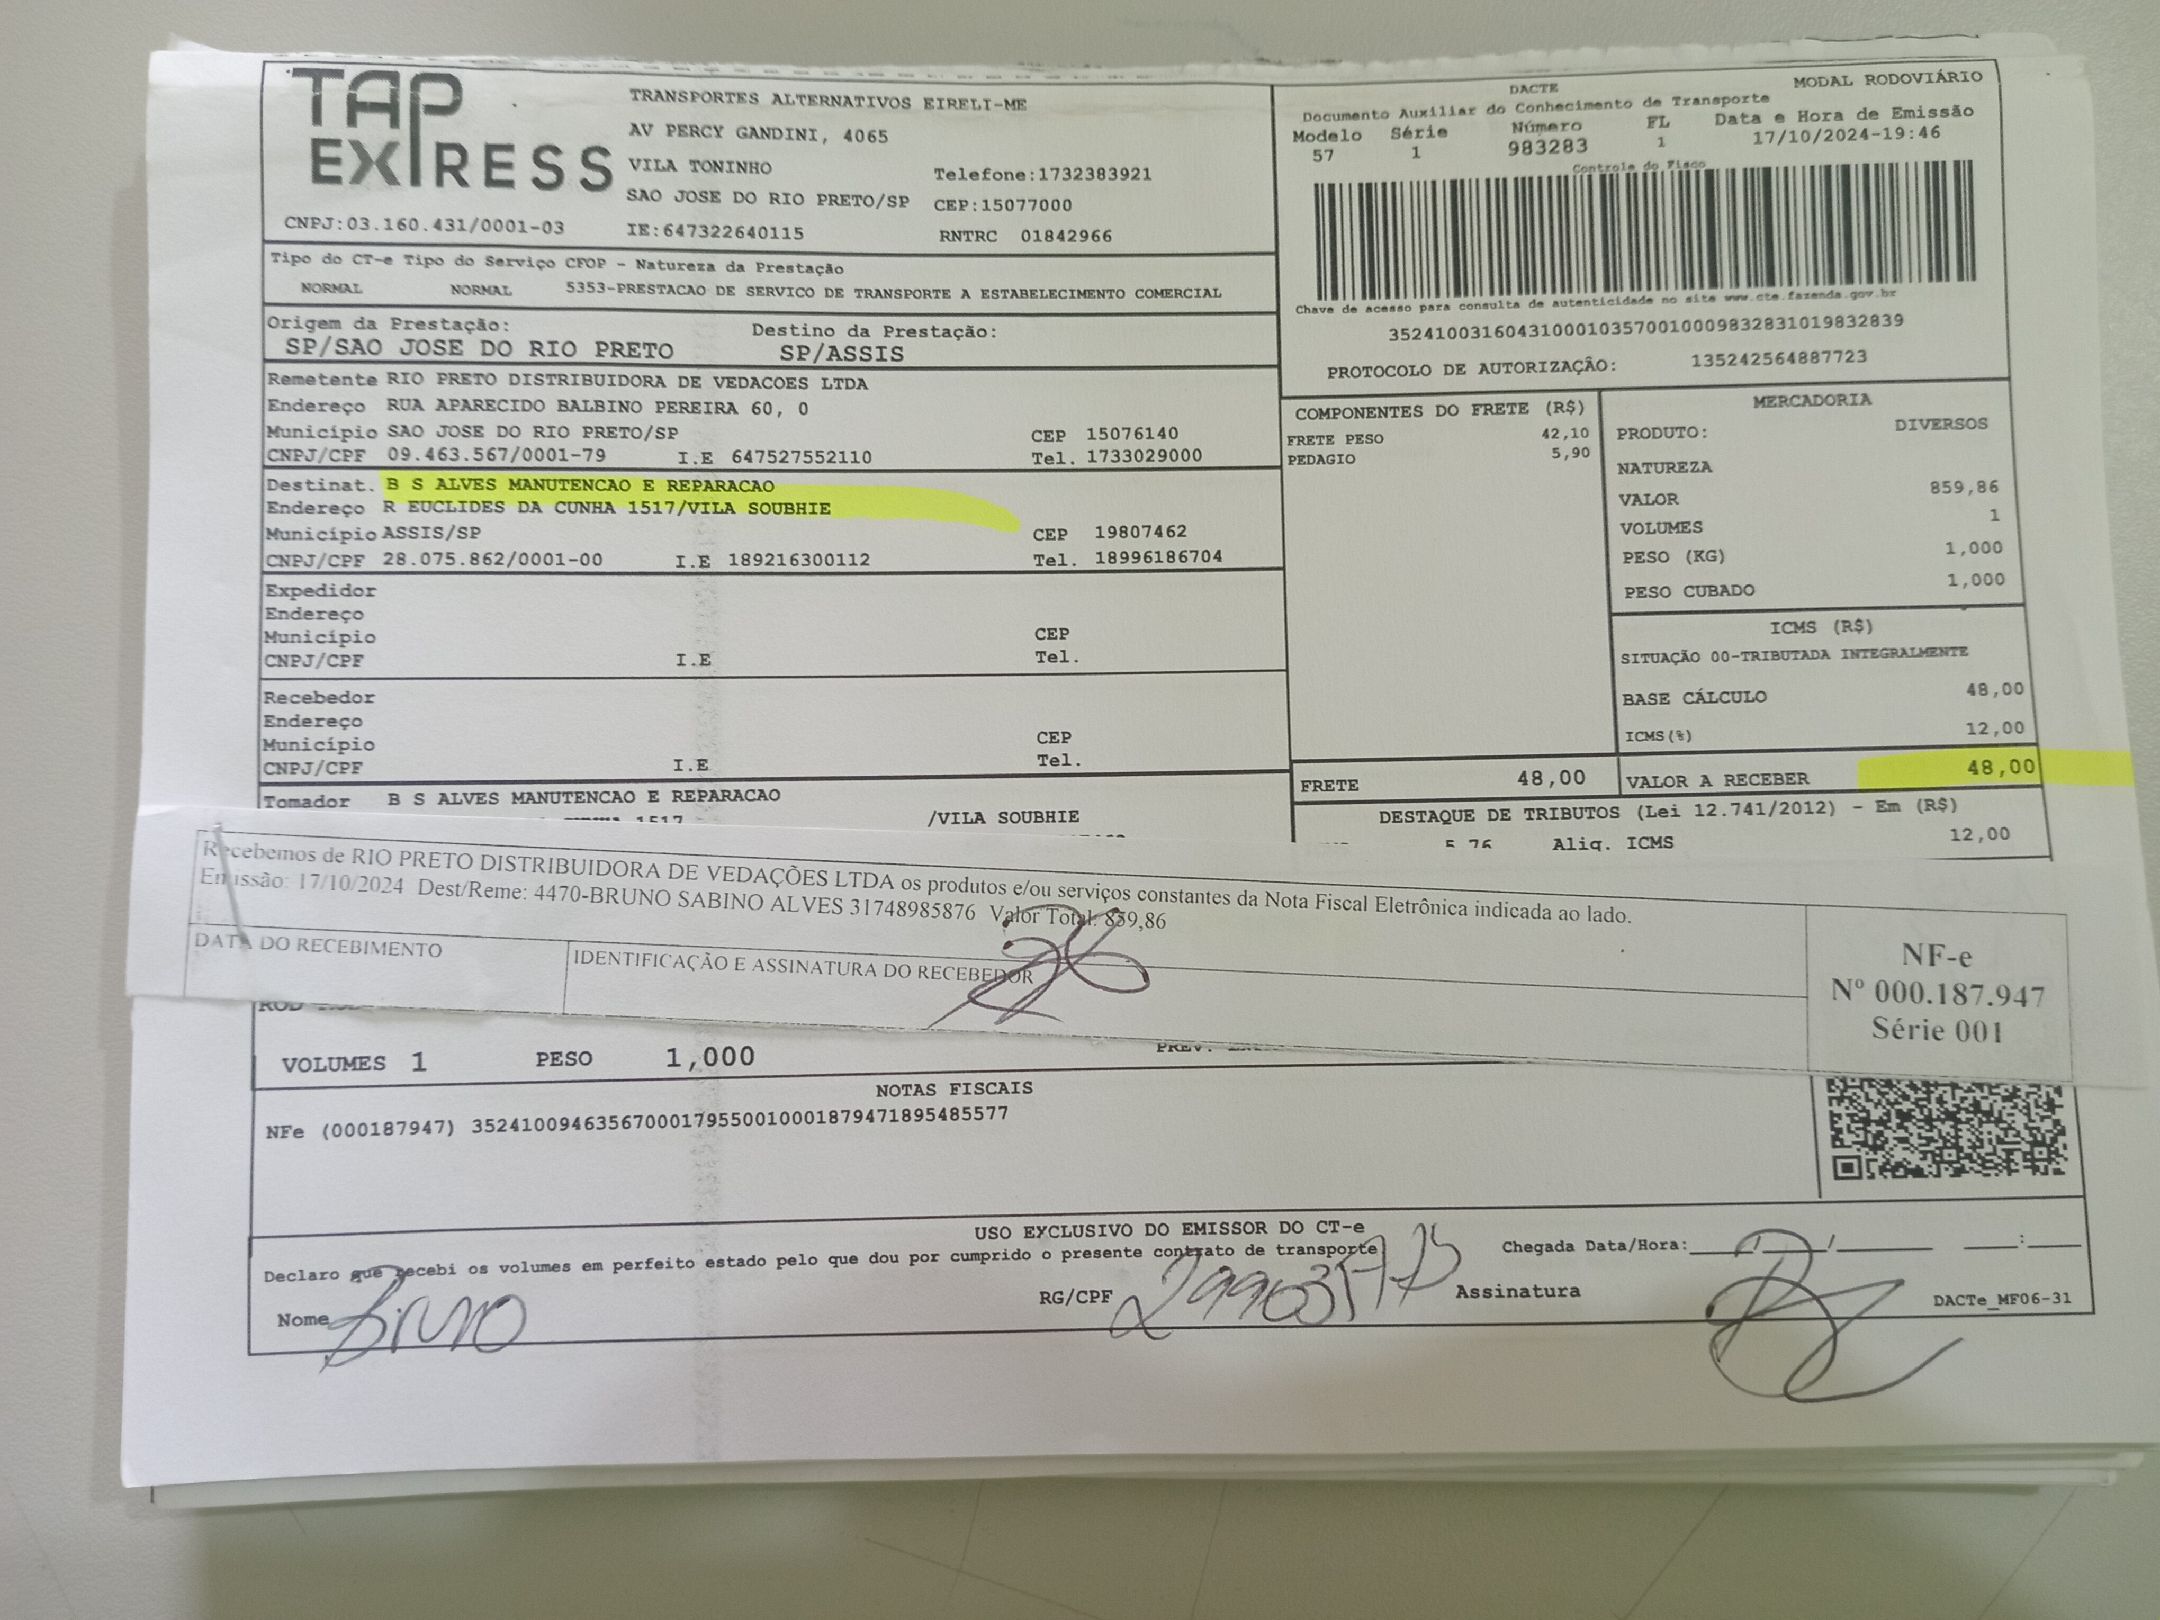 TAP EXPRESS
TRANSPORTES ALTERNATIVOS EIRELI-ME
AV PERCY GANDINI, 4065
VILA TONINHO Telefone:1732383921
SAO JOSE DO RIO PRETO/SP CEP:15077000
CNPJ:03.160.431/0001-03 IE:647322640115 RNTRC 01842966
DACTE MODAL RODOVIÁRIO
Documento Auxiliar do Conhecimento de Transporte
Modelo Série Número FL Data e Hora de Emissão
57 1 983283 1 17/10/2024-19:46
Controle do Fisco
Chave de acesso para consulta de autenticidade no site www.cte.fazenda.gov.br
35241003160431000103570010009832831019832839
PROTOCOLO DE AUTORIZAÇÃO: 135242564887723
Tipo do CT-e Tipo do Serviço CFOP - Natureza da Prestação
NORMAL NORMAL 5353-PRESTACAO DE SERVICO DE TRANSPORTE A ESTABELECIMENTO COMERCIAL
Origem da Prestação: Destino da Prestação:
SP/SAO JOSE DO RIO PRETO SP/ASSIS
Remetente RIO PRETO DISTRIBUIDORA DE VEDACOES LTDA
Endereço RUA APARECIDO BALBINO PEREIRA 60, 0
Município SAO JOSE DO RIO PRETO/SP CEP 15076140
CNPJ/CPF 09.463.567/0001-79 I.E 647527552110 Tel. 1733029000
Destinat. B S ALVES MANUTENCAO E REPARACAO
Endereço R EUCLIDES DA CUNHA 1517/VILA SOUBHIE
Município ASSIS/SP CEP 19807462
CNPJ/CPF 28.075.862/0001-00 I.E 189216300112 Tel. 18996186704
Expedidor
Endereço
Município CEP
CNPJ/CPF I.E Tel.
Recebedor
Endereço
Município CEP
CNPJ/CPF I.E Tel.
Tomador B S ALVES MANUTENCAO E REPARACAO
1517 /VILA SOUBHIE
COMPONENTES DO FRETE (R$)
FRETE PESO 42,10
PEDAGIO 5,90
MERCADORIA
PRODUTO: DIVERSOS
NATUREZA
VALOR 859,86
VOLUMES 1
PESO (KG) 1,000
PESO CUBADO 1,000
ICMS (R$)
SITUAÇÃO 00-TRIBUTADA INTEGRALMENTE
BASE CÁLCULO 48,00
ICMS(%) 12,00
FRETE 48,00 VALOR A RECEBER 48,00
DESTAQUE DE TRIBUTOS (Lei 12.741/2012) - Em (R$)
5,76 Aliq. ICMS 12,00
Recebemos de RIO PRETO DISTRIBUIDORA DE VEDAÇÕES LTDA os produtos e/ou serviços constantes da Nota Fiscal Eletrônica indicada ao lado.
Emissão: 17/10/2024 Dest/Reme: 4470-BRUNO SABINO ALVES 31748985876 Valor Total: 859,86
DATA DO RECEBIMENTO IDENTIFICAÇÃO E ASSINATURA DO RECEBEDOR
NF-e
Nº 000.187.947
Série 001
VOLUMES 1 PESO 1,000
NOTAS FISCAIS
NFe (000187947) 35241009463567000179550010001879471895485577
USO EXCLUSIVO DO EMISSOR DO CT-e
Declaro que recebi os volumes em perfeito estado pelo que dou por cumprido o presente contrato de transporte Chegada Data/Hora:___/___/___ ___:___
Nome Bruno RG/CPF Assinatura DACTe_MF06-31